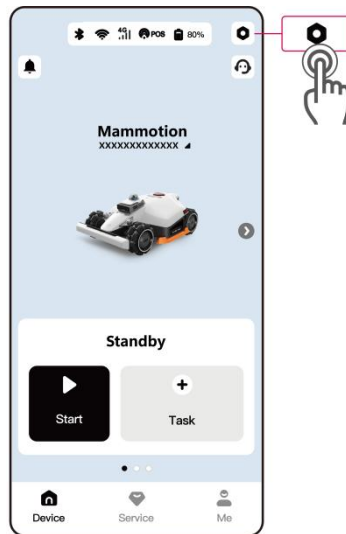 4G POS 80%
Mammotion
XXXXXXXXXXXXX
Standby
Start Task
Device Service Me